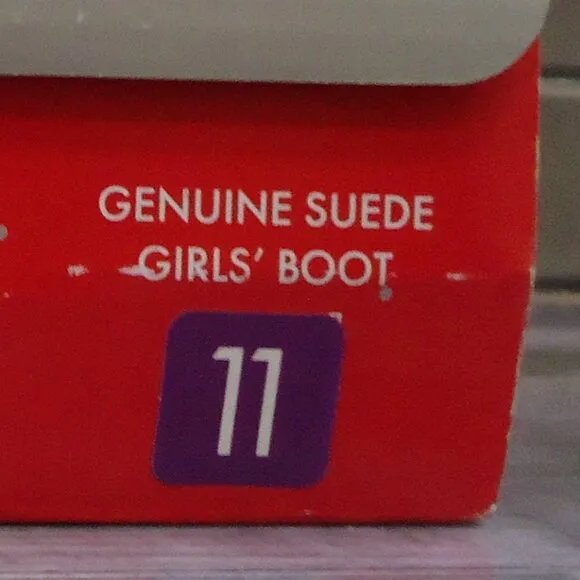 GENUINE SUEDE
GIRLS' BOOT
11